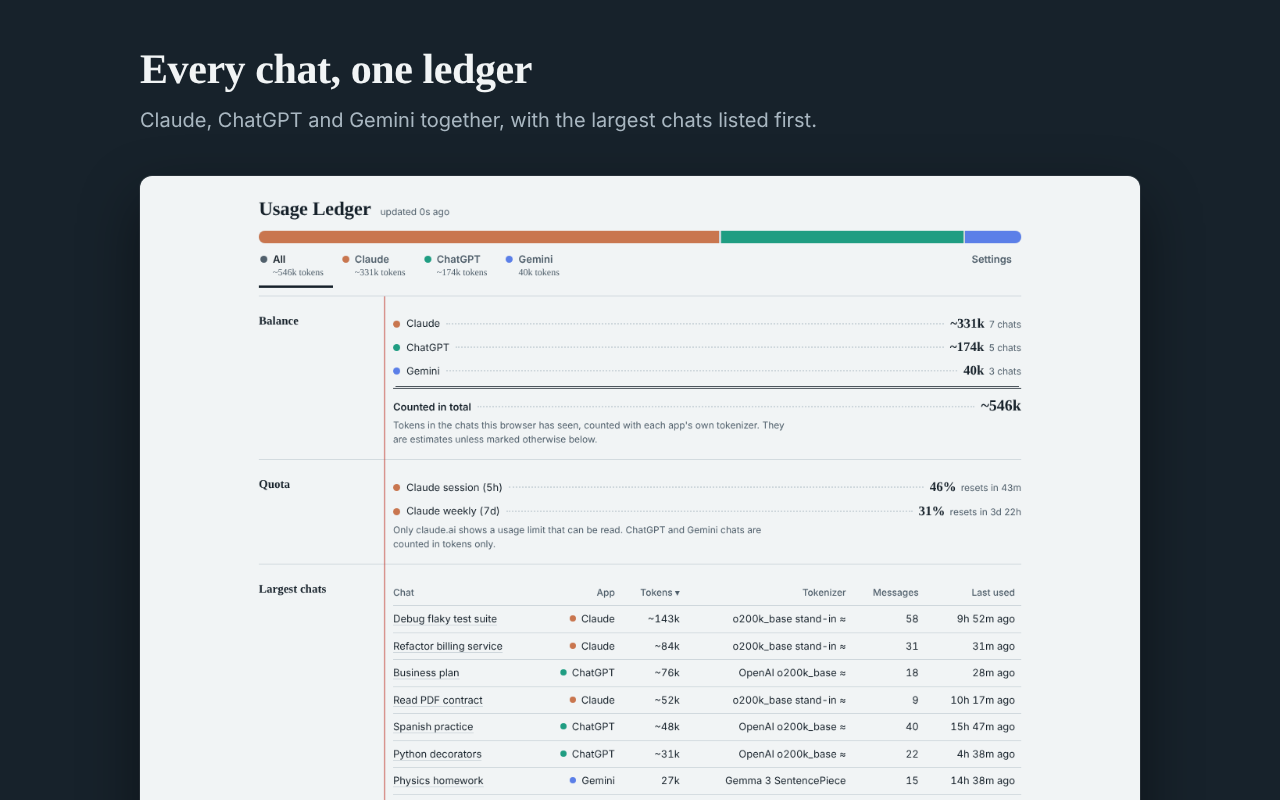 Every chat, one ledger
Claude, ChatGPT and Gemini together, with the largest chats listed first.
Usage Ledger updated 0s ago
All Claude ChatGPT Gemini Settings
~546k tokens ~331k tokens ~174k tokens 40k tokens
Balance
Claude ~331k 7 chats
ChatGPT ~174k 5 chats
Gemini 40k 3 chats
Counted in total ~546k
Tokens in the chats this browser has seen, counted with each app's own tokenizer. They
are estimates unless marked otherwise below.
Quota
Claude session (5h) 46% resets in 43m
Claude weekly (7d) 31% resets in 3d 22h
Only claude.ai shows a usage limit that can be read. ChatGPT and Gemini chats are
counted in tokens only.
Largest chats
Chat App Tokens ▾ Tokenizer Messages Last used
Debug flaky test suite Claude ~143k o200k_base stand-in ≈ 58 9h 52m ago
Refactor billing service Claude ~84k o200k_base stand-in ≈ 31 31m ago
Business plan ChatGPT ~76k OpenAI o200k_base ≈ 18 28m ago
Read PDF contract Claude ~52k o200k_base stand-in ≈ 9 10h 17m ago
Spanish practice ChatGPT ~48k OpenAI o200k_base ≈ 40 15h 47m ago
Python decorators ChatGPT ~31k OpenAI o200k_base ≈ 22 4h 38m ago
Physics homework Gemini 27k Gemma 3 SentencePiece 15 14h 38m ago